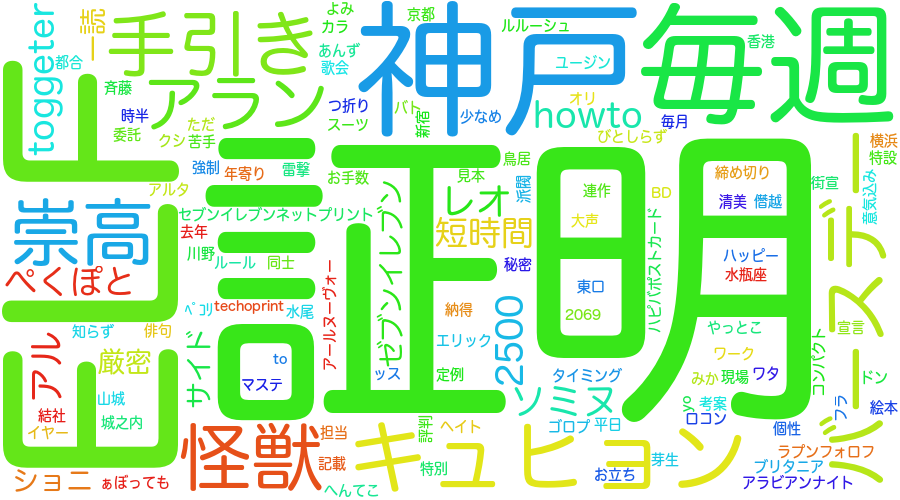 toggeter
一読
都合
手引き
アラン
斉藤
時半
委託
ただ
クシ
苦手
よみ
カラ
京都
あんず
歌会
つ折り
スーツ
バト
新宿
神戸
ルルーシュ
ユージン
オリ
少なめ
howto
びとしらず
毎週
毎月
香港
横浜
特設
証明
強制
年寄り
雷撃
アルタ
お手数
見本
派閥
鳥居
連作
大声
BD
締め切り
清美
僭越
街宣
意気込み
バースデー
崇高
セブンイレブンネットプリント
去年
川野
ルール
同士
レオ
短時間
ゼブンイレブン
秘密
東口
2069
ハピバポストカード
ハッピー
水瓶座
ぺくぽと
ペコリ
techoprint
水尾
アールヌーヴォー
納得
エリック
2500
やっとこ
宣言
知らず
俳句
厳密
アル
サイド
to
マステ
ッス
定例
タイミング
ワーク
みか
現場
ワタ
コンパクト
ドン
山城
結社
城之内
イヤー
ソミヌ
ゴロプ
平日
yo
考案
ロコン
フラ
絵本
個性
怪獣
担当
記載
へんてこ
キュヒョン
評判
ヘイト
特別
お立ち
芽生
ラプンフォロフ
ブリタニア
アラビアンナイト
ショニ
ぁぼっても
山